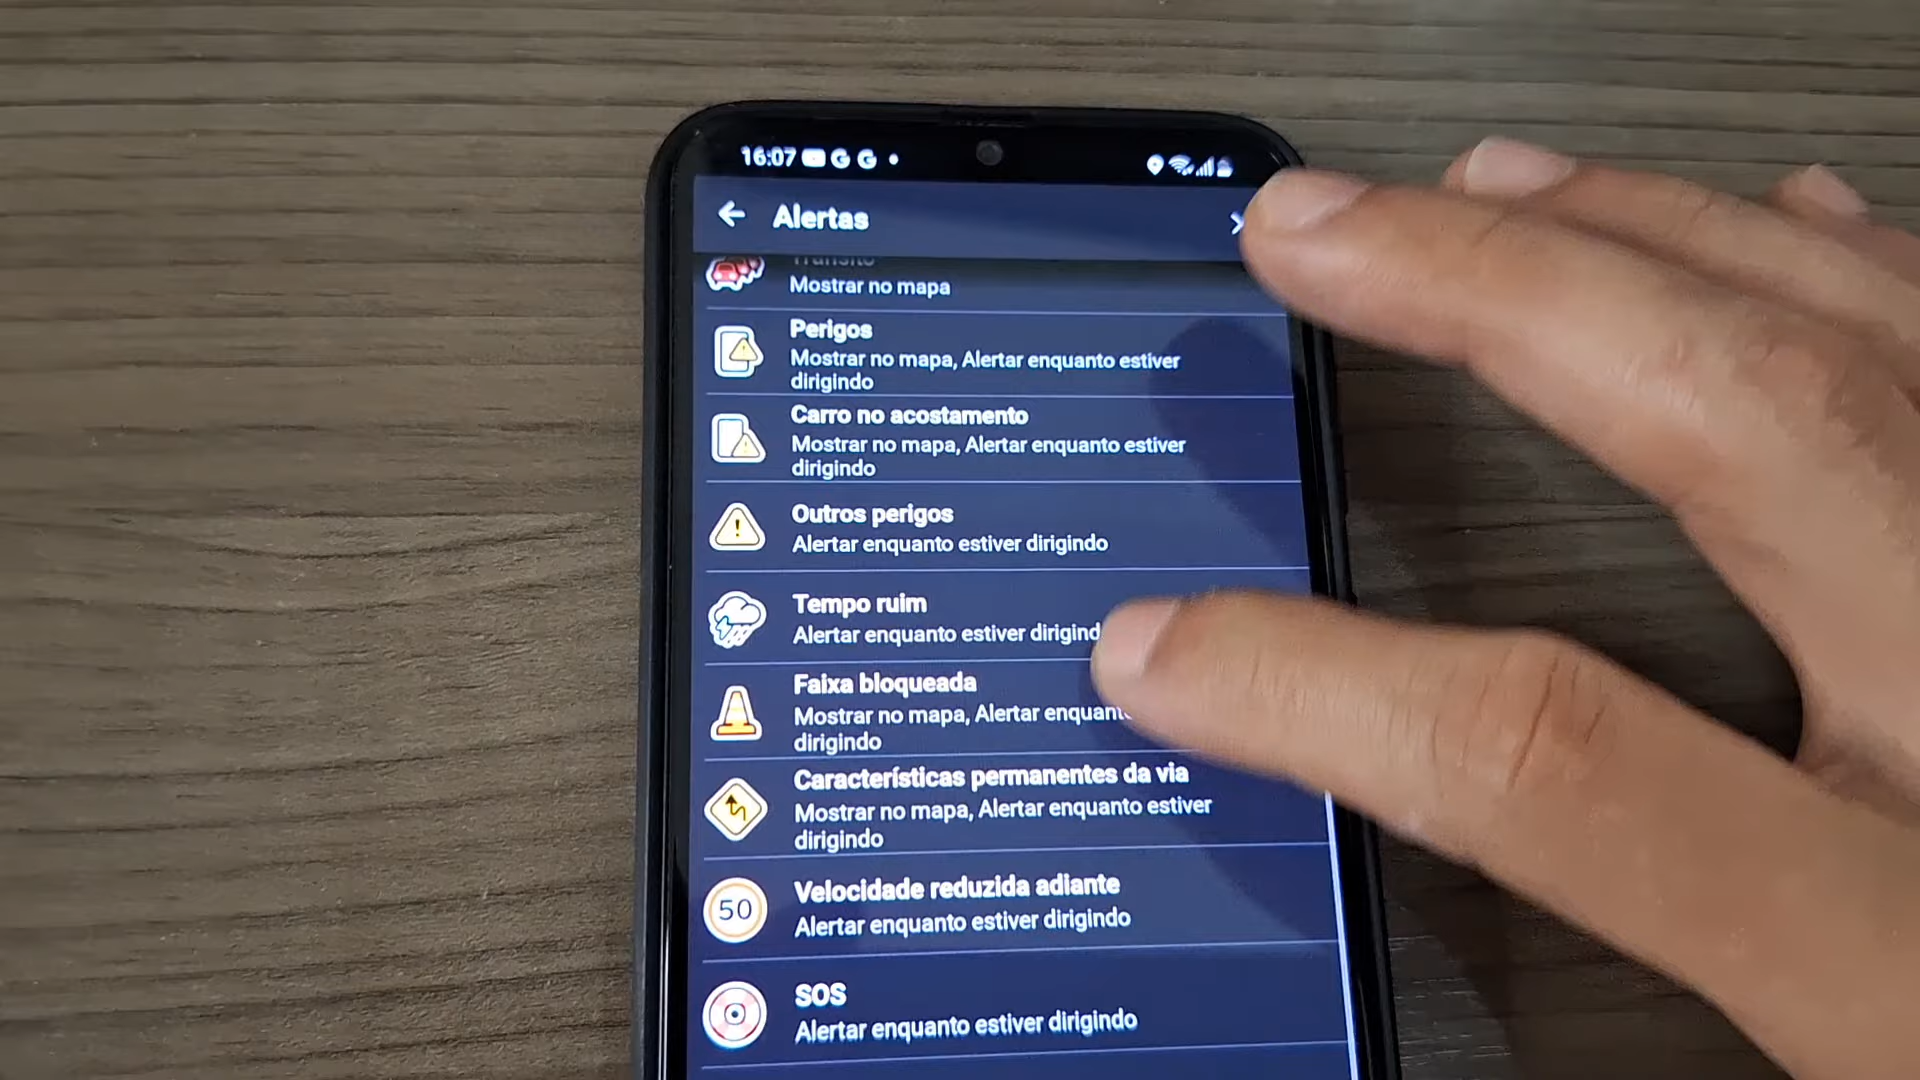 16:07
Alertas
Trânsito
Mostrar no mapa
Perigos
Mostrar no mapa, Alertar enquanto estiver
dirigindo
Carro no acostamento
Mostrar no mapa, Alertar enquanto estiver
dirigindo
Outros perigos
Alertar enquanto estiver dirigindo
Tempo ruim
Alertar enquanto estiver dirigind
Faixa bloqueada
Mostrar no mapa, Alertar enquant
dirigindo
Características permanentes da via
Mostrar no mapa, Alertar enquanto estiver
dirigindo
50
Velocidade reduzida adiante
Alertar enquanto estiver dirigindo
SOS
Alertar enquanto estiver dirigindo